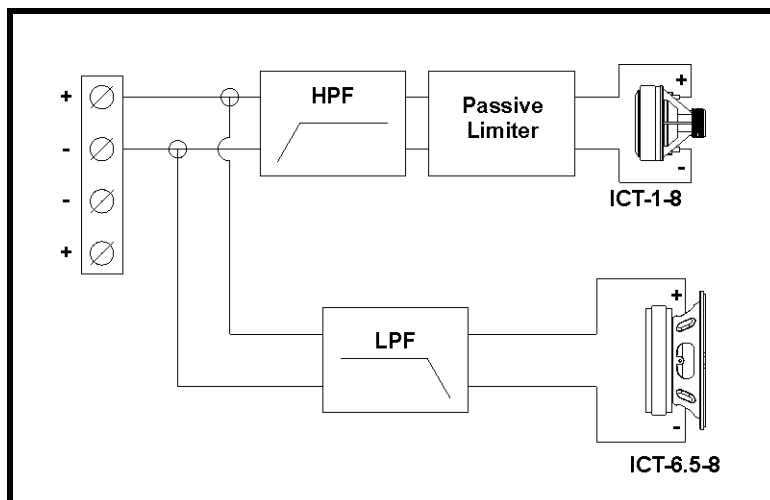 +
-
-
+
HPF
Passive
Limiter
+
-
ICT-1-8
LPF
+
-
ICT-6.5-8